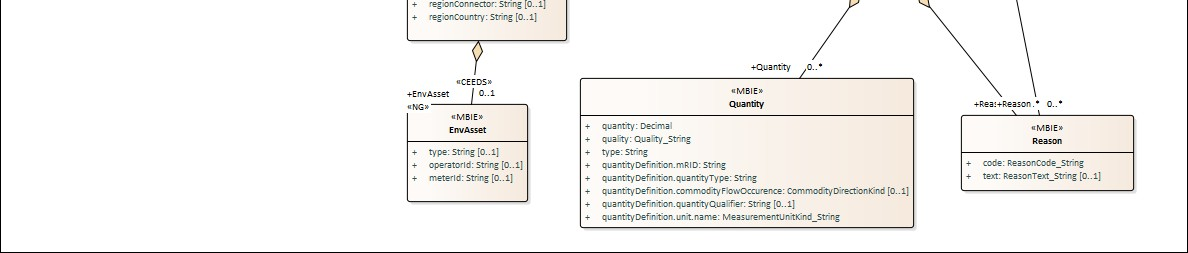 + regionConnector: String [0..1]
+ regionCountry: String [0..1]
«CEEDS»
+EnvAsset 0..1
«NG»
«MBIE»
EnvAsset
+ type: String [0..1]
+ operatorId: String [0..1]
+ meterId: String [0..1]
+Quantity 0..*
«MBIE»
Quantity
+ quantity: Decimal
+ quality: Quality_String
+ type: String
+ quantityDefinition.mRID: String
+ quantityDefinition.quantityType: String
+ quantityDefinition.commodityFlowOccurence: CommodityDirectionKind [0..1]
+ quantityDefinition.quantityQualifier: String [0..1]
+ quantityDefinition.unit.name: MeasurementUnitKind_String
+Reason 0..*
«MBIE»
Reason
+ code: ReasonCode_String
+ text: ReasonText_String [0..1]